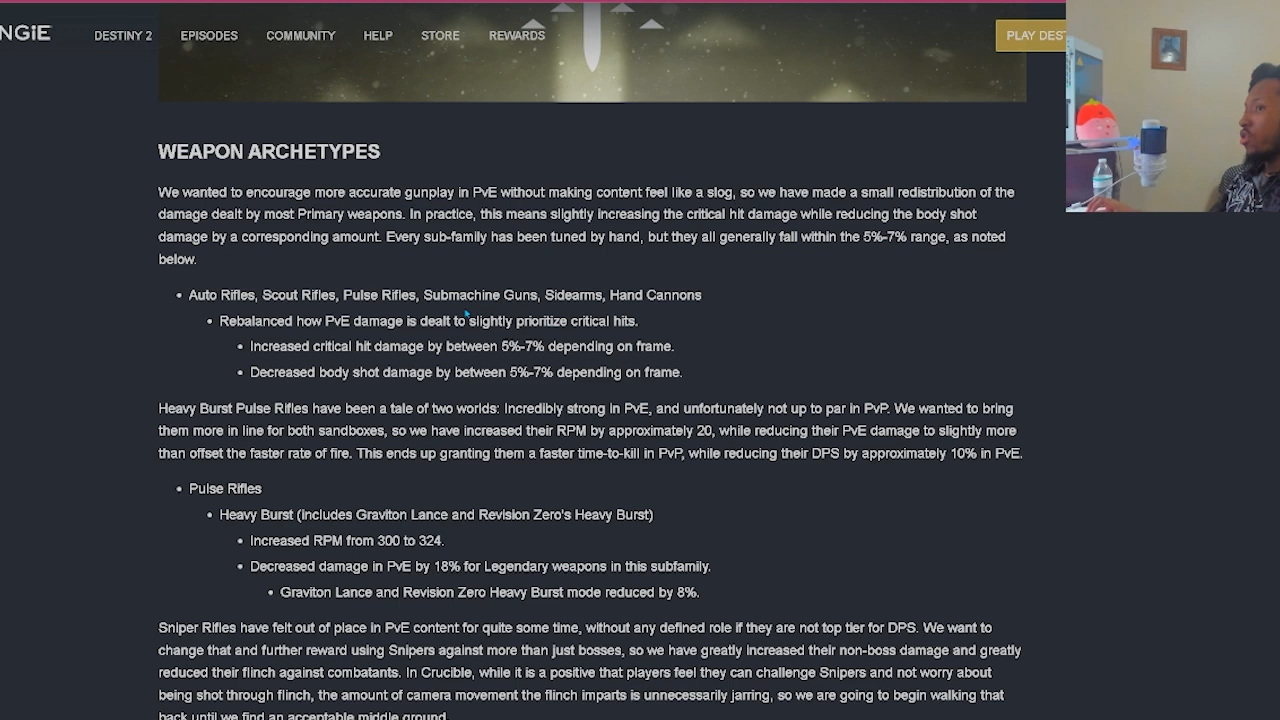 NGiE
DESTINY 2
EPISODES
COMMUNITY
HELP
STORE
REWARDS
PLAY DEST
WEAPON ARCHETYPES
We wanted to encourage more accurate gunplay in PvE without making content feel like a slog, so we have made a small redistribution of the
damage dealt by most Primary weapons. In practice, this means slightly increasing the critical hit damage while reducing the body shot
damage by a corresponding amount. Every sub-family has been tuned by hand, but they all generally fall within the 5%-7% range, as noted
below.
• Auto Rifles, Scout Rifles, Pulse Rifles, Submachine Guns, Sidearms, Hand Cannons
• Rebalanced how PvE damage is dealt to slightly prioritize critical hits.
• Increased critical hit damage by between 5%-7% depending on frame.
• Decreased body shot damage by between 5%-7% depending on frame.
Heavy Burst Pulse Rifles have been a tale of two worlds: Incredibly strong in PvE, and unfortunately not up to par in PvP. We wanted to bring
them more in line for both sandboxes, so we have increased their RPM by approximately 20, while reducing their PvE damage to slightly more
than offset the faster rate of fire. This ends up granting them a faster time-to-kill in PvP, while reducing their DPS by approximately 10% in PvE.
• Pulse Rifles
• Heavy Burst (includes Graviton Lance and Revision Zero's Heavy Burst)
• Increased RPM from 300 to 324.
• Decreased damage in PvE by 18% for Legendary weapons in this subfamily.
• Graviton Lance and Revision Zero Heavy Burst mode reduced by 8%.
Sniper Rifles have felt out of place in PvE content for quite some time, without any defined role if they are not top tier for DPS. We want to
change that and further reward using Snipers against more than just bosses, so we have greatly increased their non-boss damage and greatly
reduced their flinch against combatants. In Crucible, while it is a positive that players feel they can challenge Snipers and not worry about
being shot through flinch, the amount of camera movement the flinch imparts is unnecessarily jarring, so we are going to begin walking that
back until we find an acceptable middle ground.